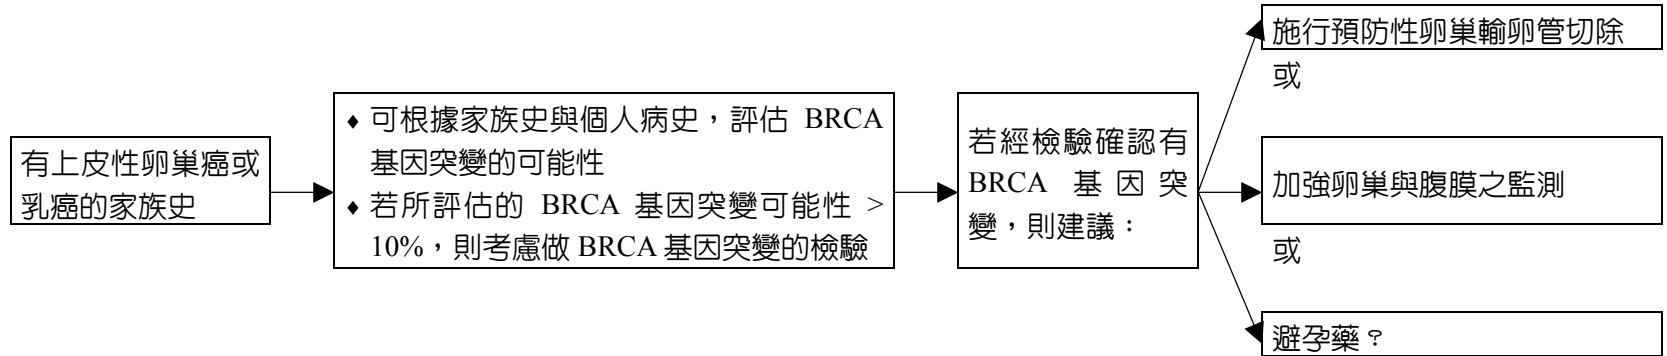 有上皮性卵巢癌或
乳癌的家族史
♦ 可根據家族史與個人病史，評估 BRCA
基因突變的可能性
♦ 若所評估的 BRCA 基因突變可能性 >
10%，則考慮做 BRCA 基因突變的檢驗
若經檢驗確認有
BRCA 基因突
變，則建議：
施行預防性卵巢輸卵管切除
或
加強卵巢與腹膜之監測
或
避孕藥？